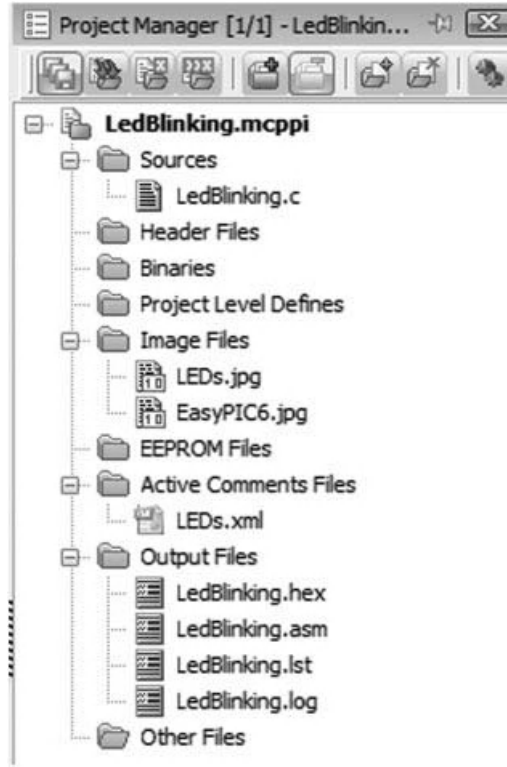 Project Manager [1/1] - LedBlinkin...
LedBlinking.mcppi
Sources
LedBlinking.c
Header Files
Binaries
Project Level Defines
Image Files
LEDs.jpg
EasyPIC6.jpg
EEPROM Files
Active Comments Files
LEDs.xml
Output Files
LedBlinking.hex
LedBlinking.asm
LedBlinking.lst
LedBlinking.log
Other Files